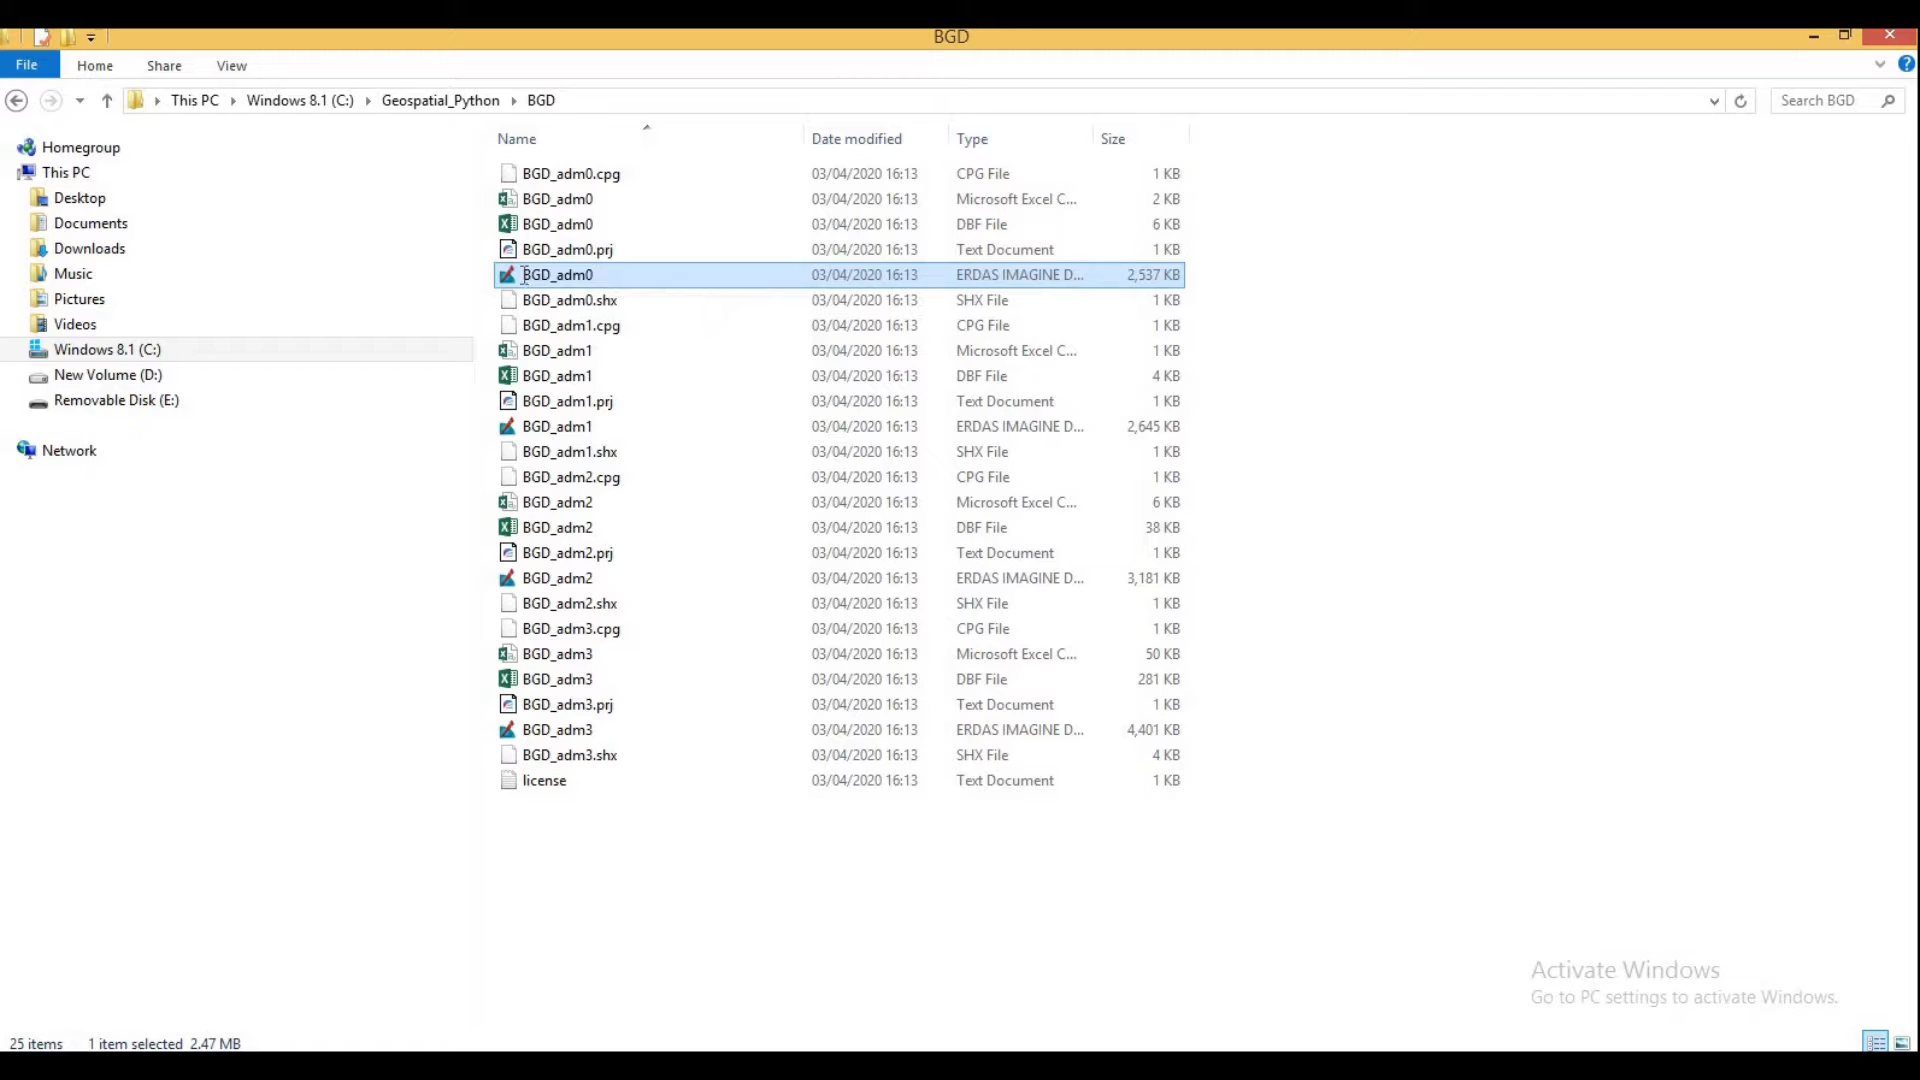 BGD
File Home Share View
This PC Windows 8.1 (C:) Geospatial_Python BGD Search BGD
Name Date modified Type Size
Homegroup
This PC
Desktop
Documents
Downloads
Music
Pictures
Videos
Windows 8.1 (C:)
New Volume (D:)
Removable Disk (E:)
Network
BGD_adm0.cpg 03/04/2020 16:13 CPG File 1 KB
BGD_adm0 03/04/2020 16:13 Microsoft Excel C... 2 KB
BGD_adm0 03/04/2020 16:13 DBF File 6 KB
BGD_adm0.prj 03/04/2020 16:13 Text Document 1 KB
BGD_adm0 03/04/2020 16:13 ERDAS IMAGINE D... 2,537 KB
BGD_adm0.shx 03/04/2020 16:13 SHX File 1 KB
BGD_adm1.cpg 03/04/2020 16:13 CPG File 1 KB
BGD_adm1 03/04/2020 16:13 Microsoft Excel C... 1 KB
BGD_adm1 03/04/2020 16:13 DBF File 4 KB
BGD_adm1.prj 03/04/2020 16:13 Text Document 1 KB
BGD_adm1 03/04/2020 16:13 ERDAS IMAGINE D... 2,645 KB
BGD_adm1.shx 03/04/2020 16:13 SHX File 1 KB
BGD_adm2.cpg 03/04/2020 16:13 CPG File 1 KB
BGD_adm2 03/04/2020 16:13 Microsoft Excel C... 6 KB
BGD_adm2 03/04/2020 16:13 DBF File 38 KB
BGD_adm2.prj 03/04/2020 16:13 Text Document 1 KB
BGD_adm2 03/04/2020 16:13 ERDAS IMAGINE D... 3,181 KB
BGD_adm2.shx 03/04/2020 16:13 SHX File 1 KB
BGD_adm3.cpg 03/04/2020 16:13 CPG File 1 KB
BGD_adm3 03/04/2020 16:13 Microsoft Excel C... 50 KB
BGD_adm3 03/04/2020 16:13 DBF File 281 KB
BGD_adm3.prj 03/04/2020 16:13 Text Document 1 KB
BGD_adm3 03/04/2020 16:13 ERDAS IMAGINE D... 4,401 KB
BGD_adm3.shx 03/04/2020 16:13 SHX File 4 KB
license 03/04/2020 16:13 Text Document 1 KB
Activate Windows
Go to PC settings to activate Windows.
25 items 1 item selected 2.47 MB